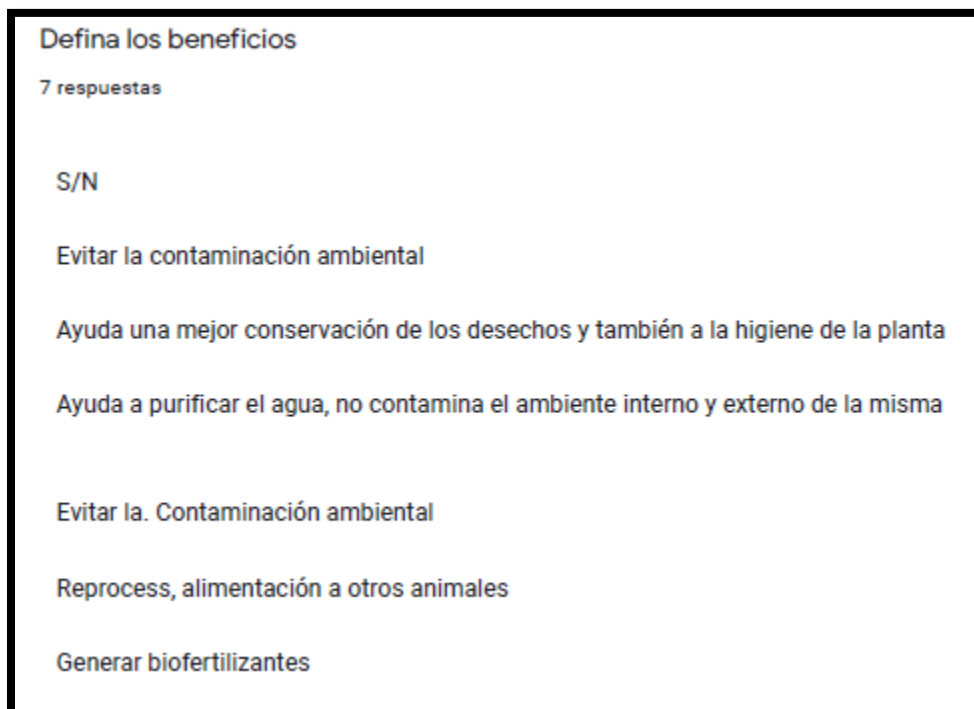 Defina los beneficios
7 respuestas
S/N
Evitar la contaminación ambiental
Ayuda una mejor conservación de los desechos y también a la higiene de la planta
Ayuda a purificar el agua, no contamina el ambiente interno y externo de la misma
Evitar la. Contaminación ambiental
Reprocess, alimentación a otros animales
Generar biofertilizantes